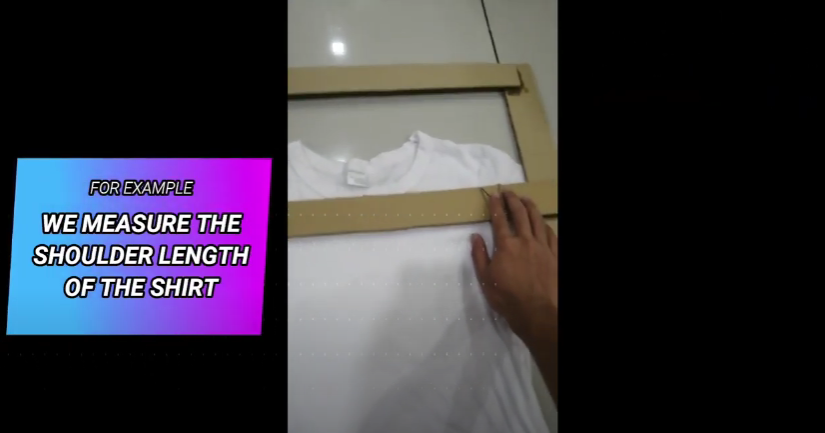 FOR EXAMPLE
WE MEASURE THE
SHOULDER LENGTH
OF THE SHIRT